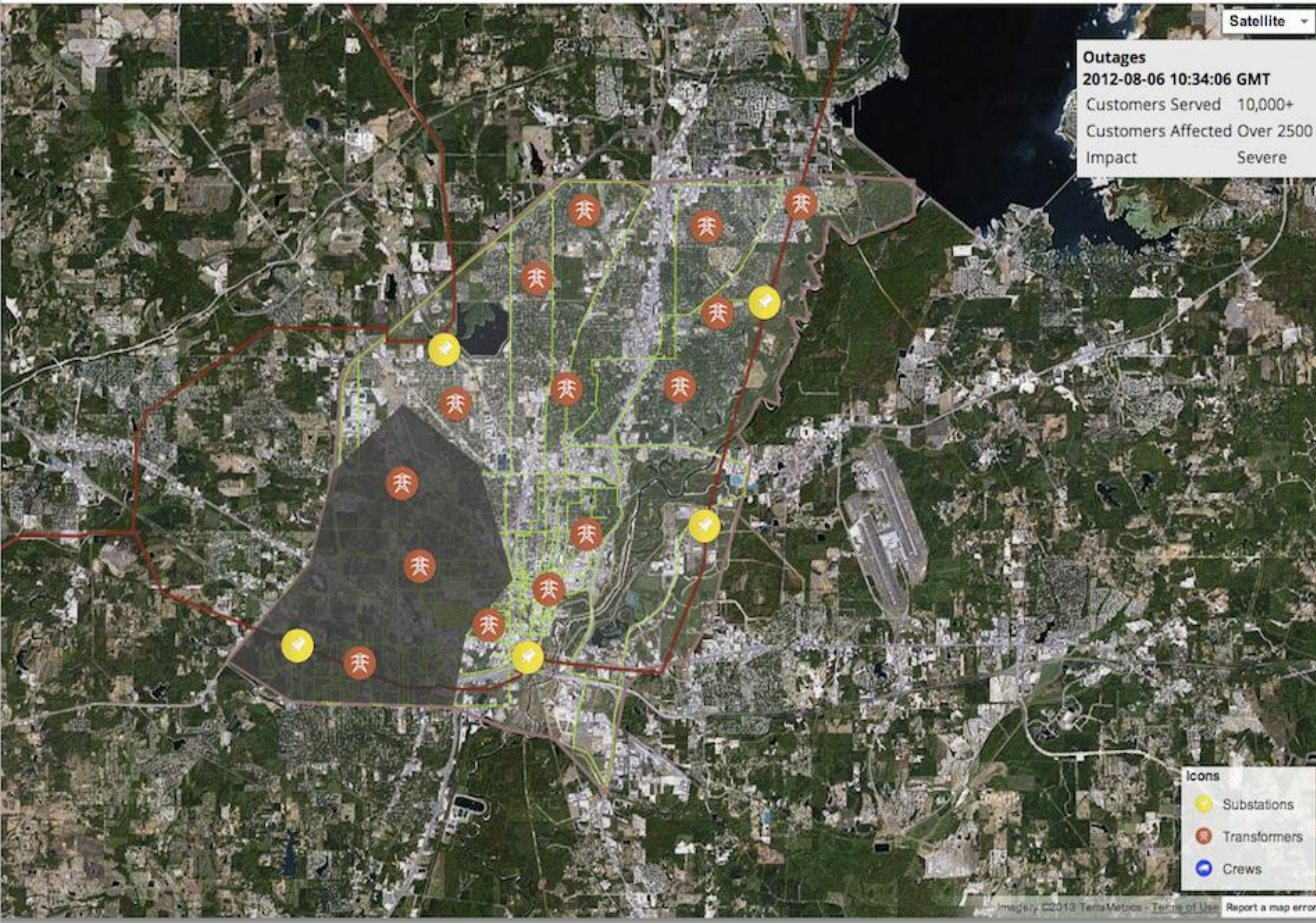 Satellite
Outages
2012-08-06 10:34:06 GMT
Customers Served 10,000+
Customers Affected Over 2500
Impact Severe
Icons
Substations
Transformers
Crews
Imagery ©2013 TerraMetrics - Terms of Use Report a map error